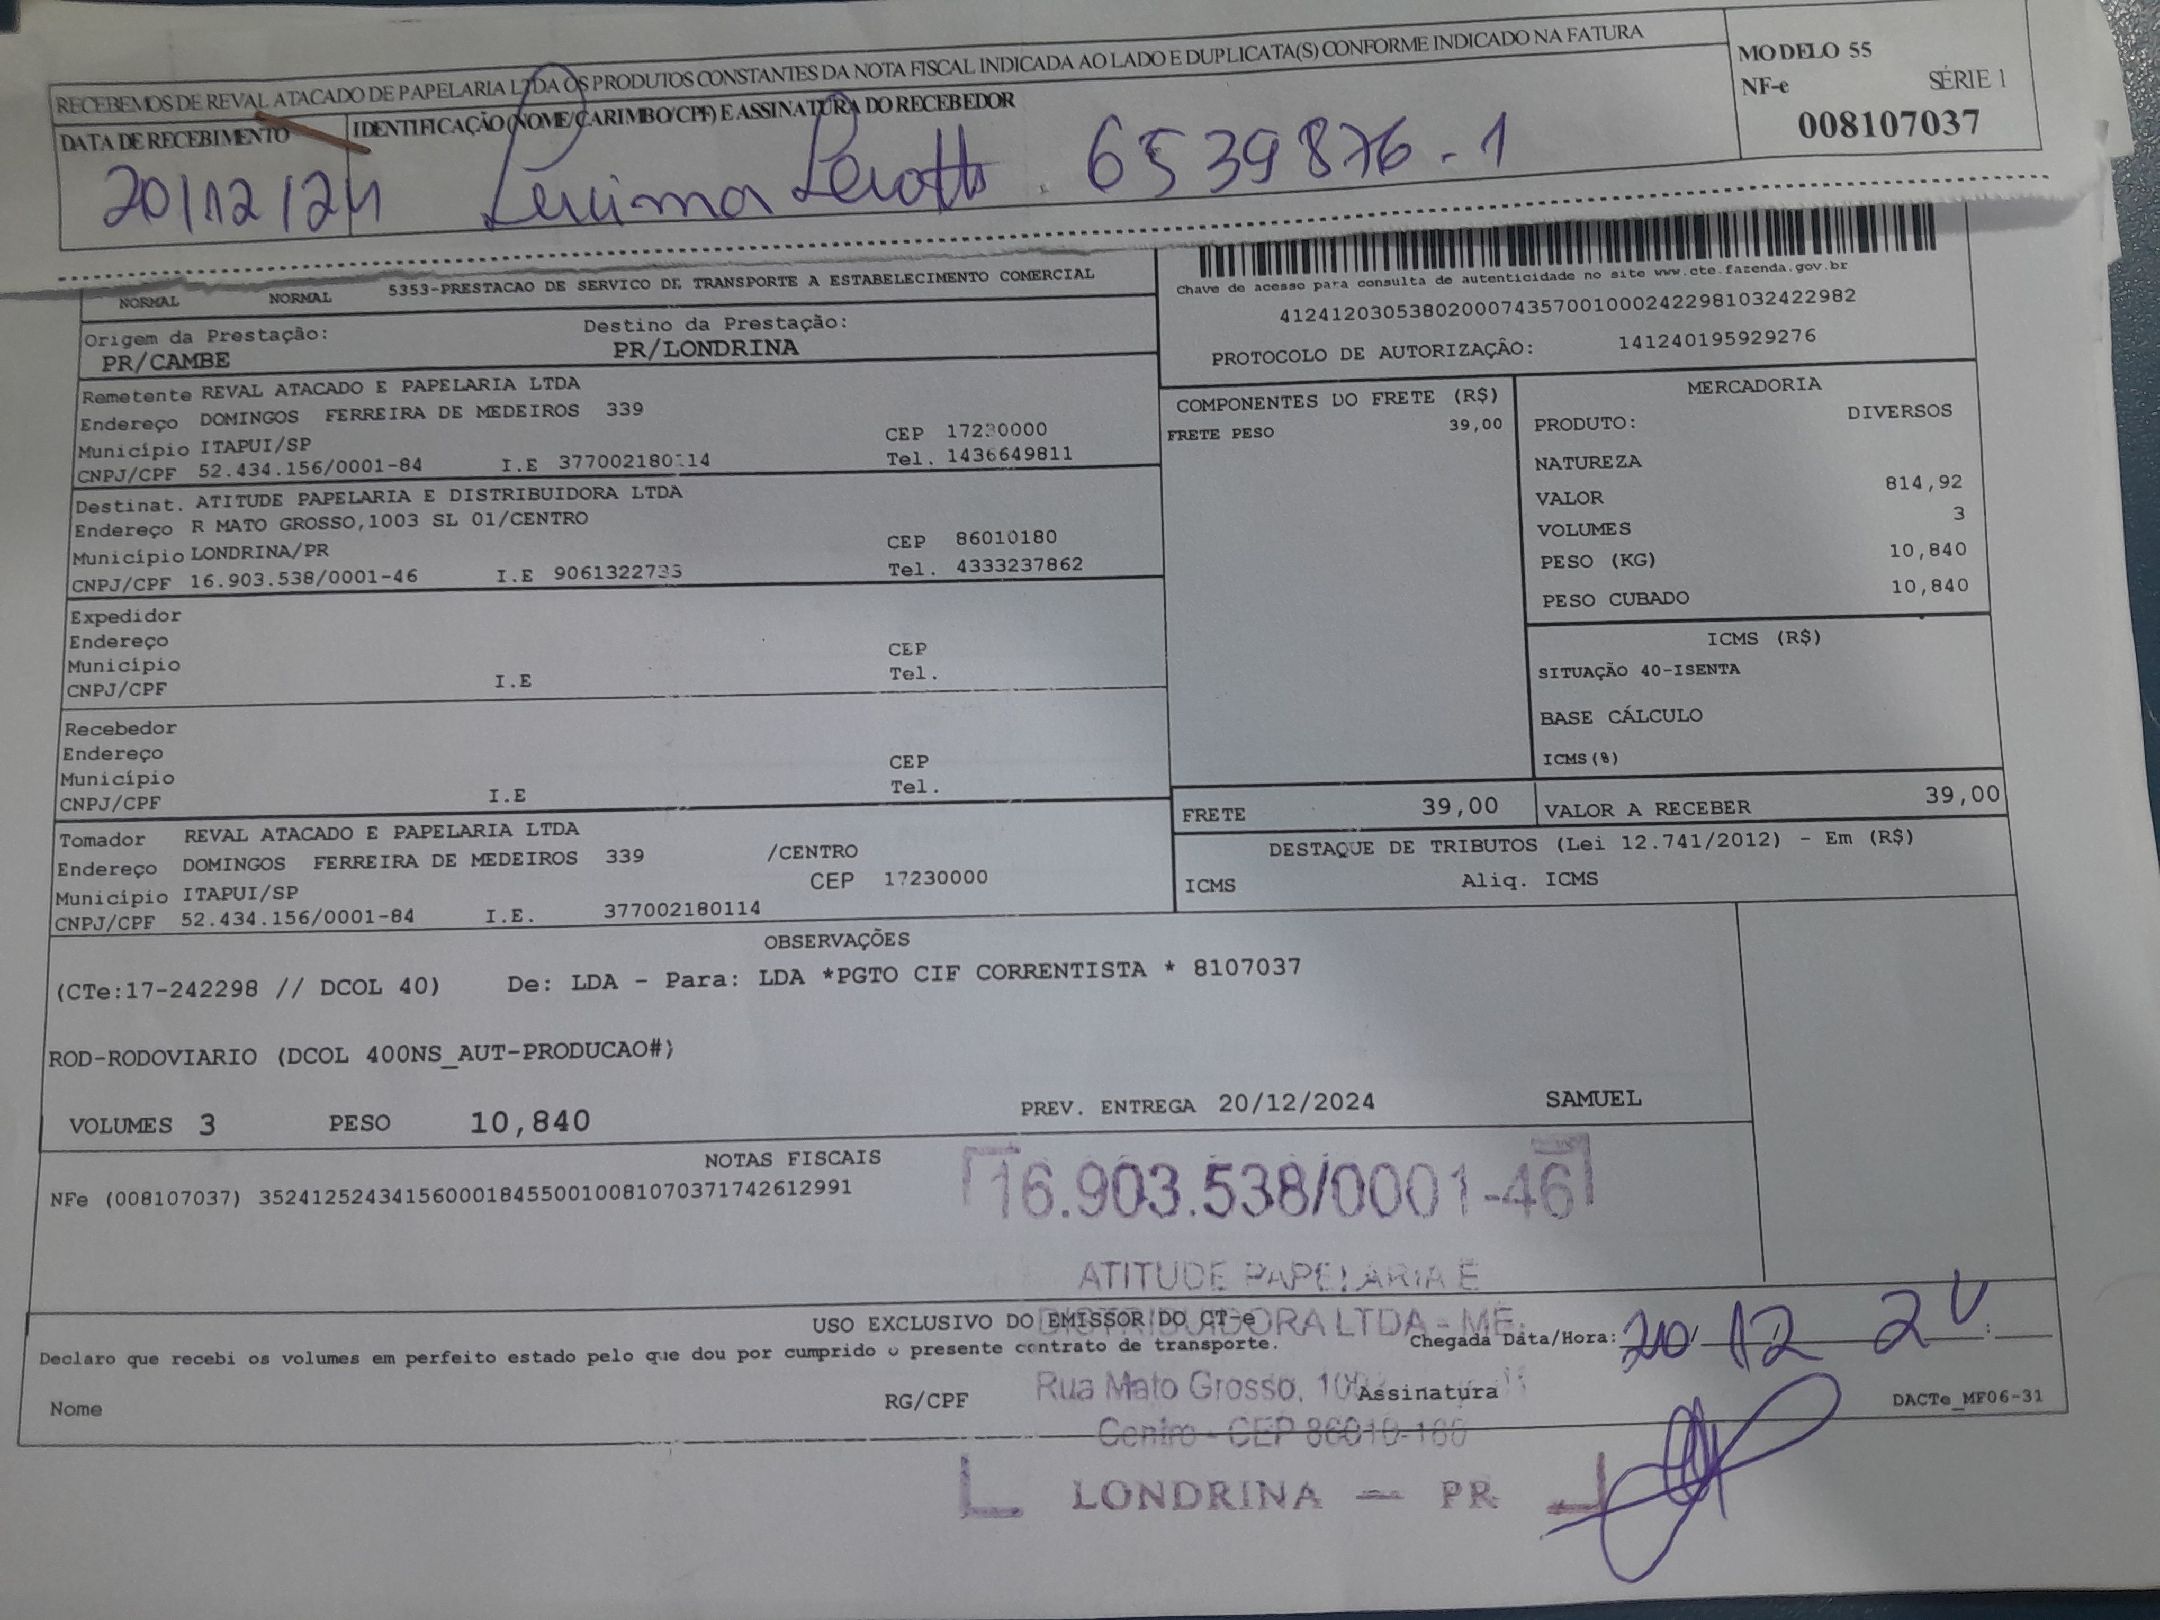 RECEBEMOS DE REVAL ATACADO DE PAPELARIA LTDA OS PRODUTOS CONSTANTES DA NOTA FISCAL INDICADA AO LADO E DUPLICATA(S) CONFORME INDICADO NA FATURA
MODELO 55
NF-e SÉRIE 1
008107037
DATA DE RECEBIMENTO
IDENTIFICAÇÃO (NOME/CARIMBO/CPF) E ASSINATURA DO RECEBEDOR
20/12/24 6539876-1
NORMAL NORMAL 5353-PRESTACAO DE SERVICO DE TRANSPORTE A ESTABELECIMENTO COMERCIAL
Chave de acesso para consulta de autenticidade no site www.cte.fazenda.gov.br
41241203053802000743570010002422981032422982
PROTOCOLO DE AUTORIZAÇÃO: 141240195929276
Origem da Prestação: Destino da Prestação:
PR/CAMBE PR/LONDRINA
Remetente REVAL ATACADO E PAPELARIA LTDA
Endereço DOMINGOS FERREIRA DE MEDEIROS 339
Município ITAPUI/SP CEP 17230000
CNPJ/CPF 52.434.156/0001-84 I.E 377002180114 Tel. 1436649811
Destinat. ATITUDE PAPELARIA E DISTRIBUIDORA LTDA
Endereço R MATO GROSSO,1003 SL 01/CENTRO
Município LONDRINA/PR CEP 86010180
CNPJ/CPF 16.903.538/0001-46 I.E Tel. 4333237862
Expedidor
Endereço
Município CEP
CNPJ/CPF I.E Tel.
Recebedor
Endereço
Município CEP
CNPJ/CPF I.E Tel.
Tomador REVAL ATACADO E PAPELARIA LTDA
Endereço DOMINGOS FERREIRA DE MEDEIROS 339 /CENTRO
Município ITAPUI/SP CEP 17230000
CNPJ/CPF 52.434.156/0001-84 I.E. 377002180114
COMPONENTES DO FRETE (R$)
FRETE PESO 39,00
MERCADORIA
PRODUTO: DIVERSOS
NATUREZA
VALOR 814,92
VOLUMES 3
PESO (KG) 10,840
PESO CUBADO 10,840
ICMS (R$)
SITUAÇÃO 40-ISENTA
BASE CÁLCULO
ICMS(%)
FRETE 39,00 VALOR A RECEBER 39,00
DESTAQUE DE TRIBUTOS (Lei 12.741/2012) - Em (R$)
ICMS Aliq. ICMS
OBSERVAÇÕES
(CTe:17-242298 // DCOL 40) De: LDA - Para: LDA *PGTO CIF CORRENTISTA * 8107037
ROD-RODOVIARIO (DCOL 400NS_AUT-PRODUCAO#)
VOLUMES 3 PESO 10,840 PREV. ENTREGA 20/12/2024 SAMUEL
NOTAS FISCAIS
NFe (008107037) 35241252434156000184550010081070371742612991
16.903.538/0001-46
ATITUDE PAPELARIA E
DISTRIBUIDORA LTDA - ME
USO EXCLUSIVO DO EMISSOR DO CT-e
Declaro que recebi os volumes em perfeito estado pelo que dou por cumprido o presente contrato de transporte.
Chegada Data/Hora: 20 12 24
Rua Mato Grosso,
Nome RG/CPF Assinatura
DACTe_MF06-31
Centro - CEP
LONDRINA - PR